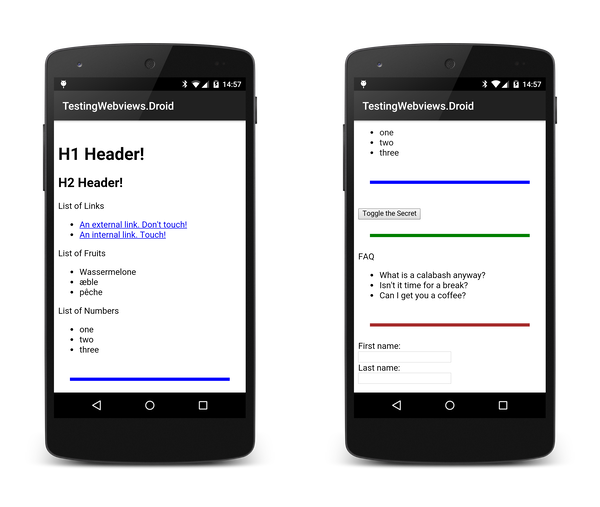 14:57
TestingWebviews.Droid
H1 Header!
H2 Header!
List of Links
An external link. Don't touch!
An internal link. Touch!
List of Fruits
Wassermelone
æble
pêche
List of Numbers
one
two
three
14:57
TestingWebviews.Droid
one
two
three
Toggle the Secret
FAQ
What is a calabash anyway?
Isn't it time for a break?
Can I get you a coffee?
First name:
Last name: